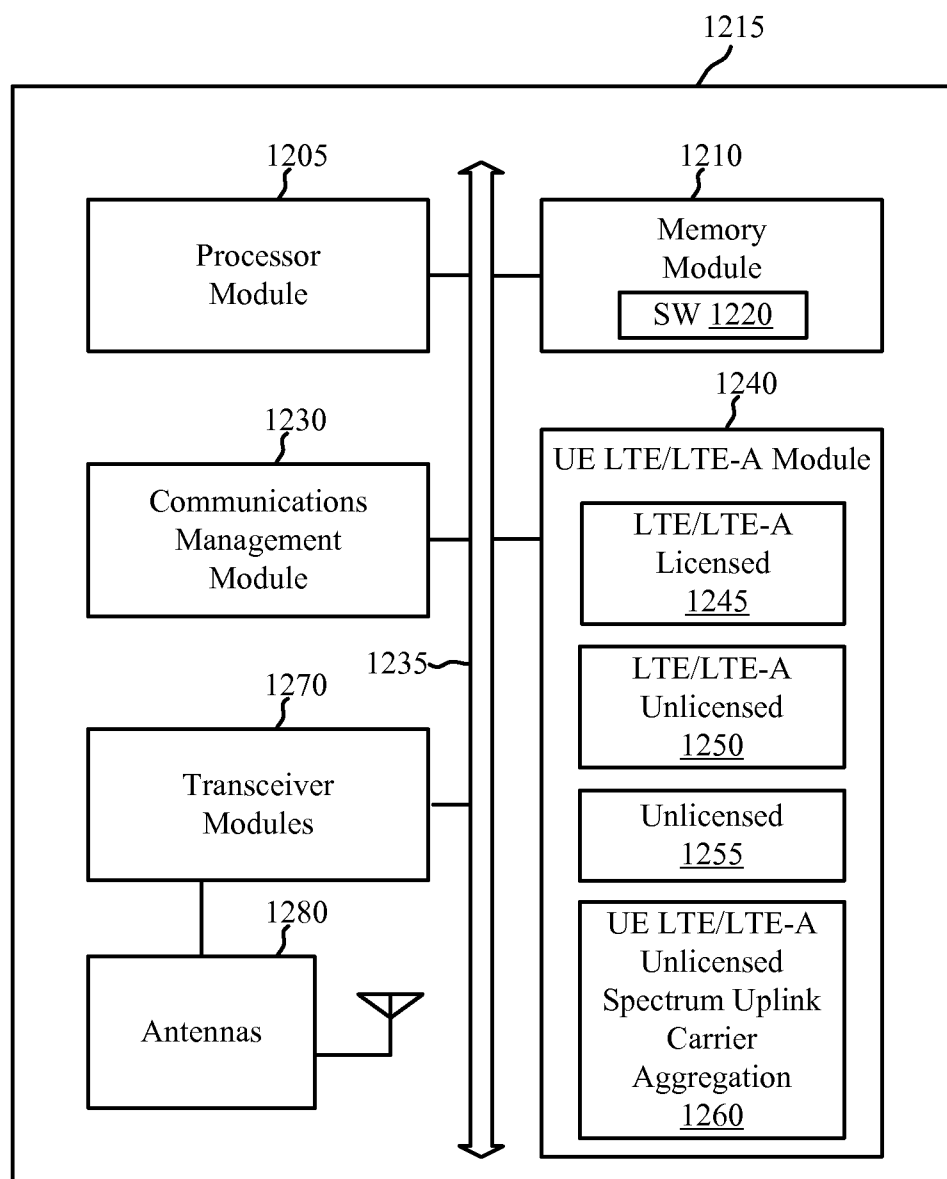 1215
1205
Processor
Module
1210
Memory
Module
SW 1220
1230
Communications
Management
Module
1240
UE LTE/LTE-A Module
LTE/LTE-A
Licensed
1245
LTE/LTE-A
Unlicensed
1250
Unlicensed
1255
UE LTE/LTE-A
Unlicensed
Spectrum Uplink
Carrier
Aggregation
1260
1235
1270
Transceiver
Modules
1280
Antennas